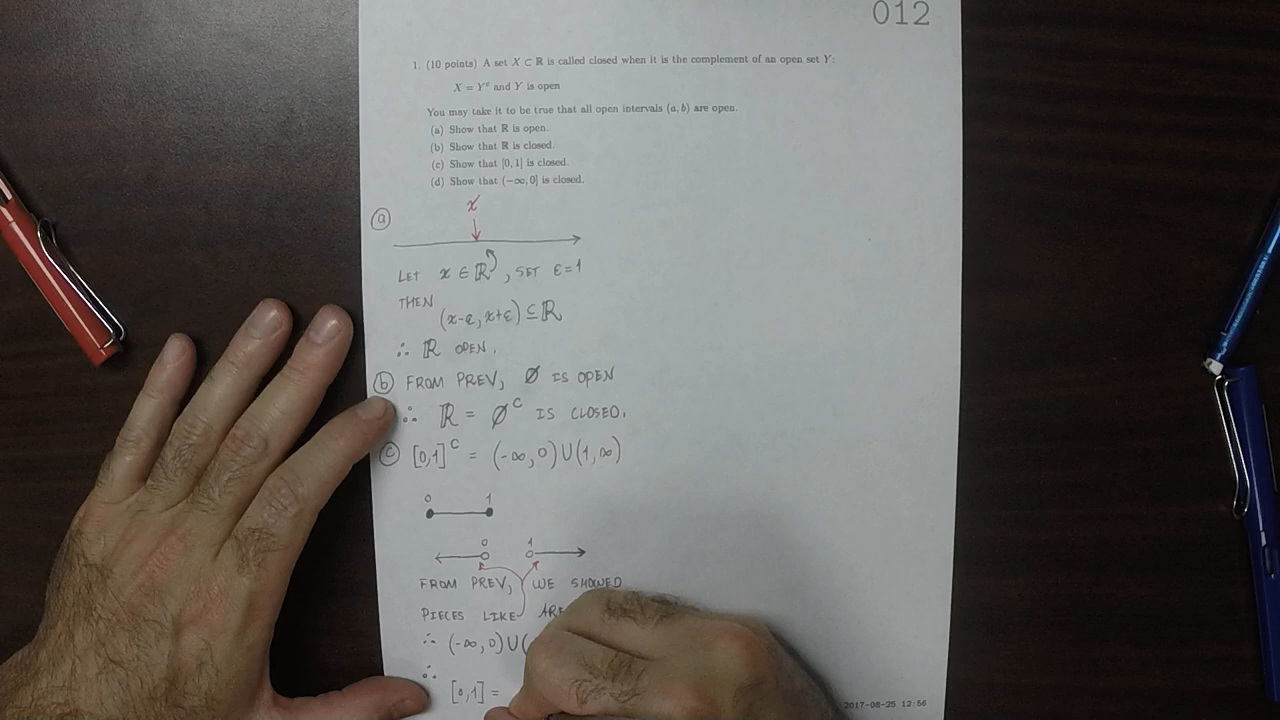 012
1. (10 points) A set X ⊂ ℝ is called closed when it is the complement of an open set Y:
X = Yᶜ and Y is open
You may take it to be true that all open intervals (a, b) are open.
(a) Show that ℝ is open.
(b) Show that ℝ is closed.
(c) Show that [0, 1] is closed.
(d) Show that (−∞, 0] is closed.
x
ⓐ
LET x ∈ ℝ, SET ε=1
THEN
(x-ε, x+ε) ⊆ ℝ
∴ ℝ OPEN.
ⓑ FROM PREV, ∅ IS OPEN
∴ ℝ = ∅ᶜ IS CLOSED.
ⓒ [0,1]ᶜ = (-∞,0) ∪ (1,∞)
0 1
0 1
FROM PREV, WE SHOWED
PIECES LIKE ARE
∴ (-∞,0) ∪ (
∴
[0,1] =
2017-08-25 12:56